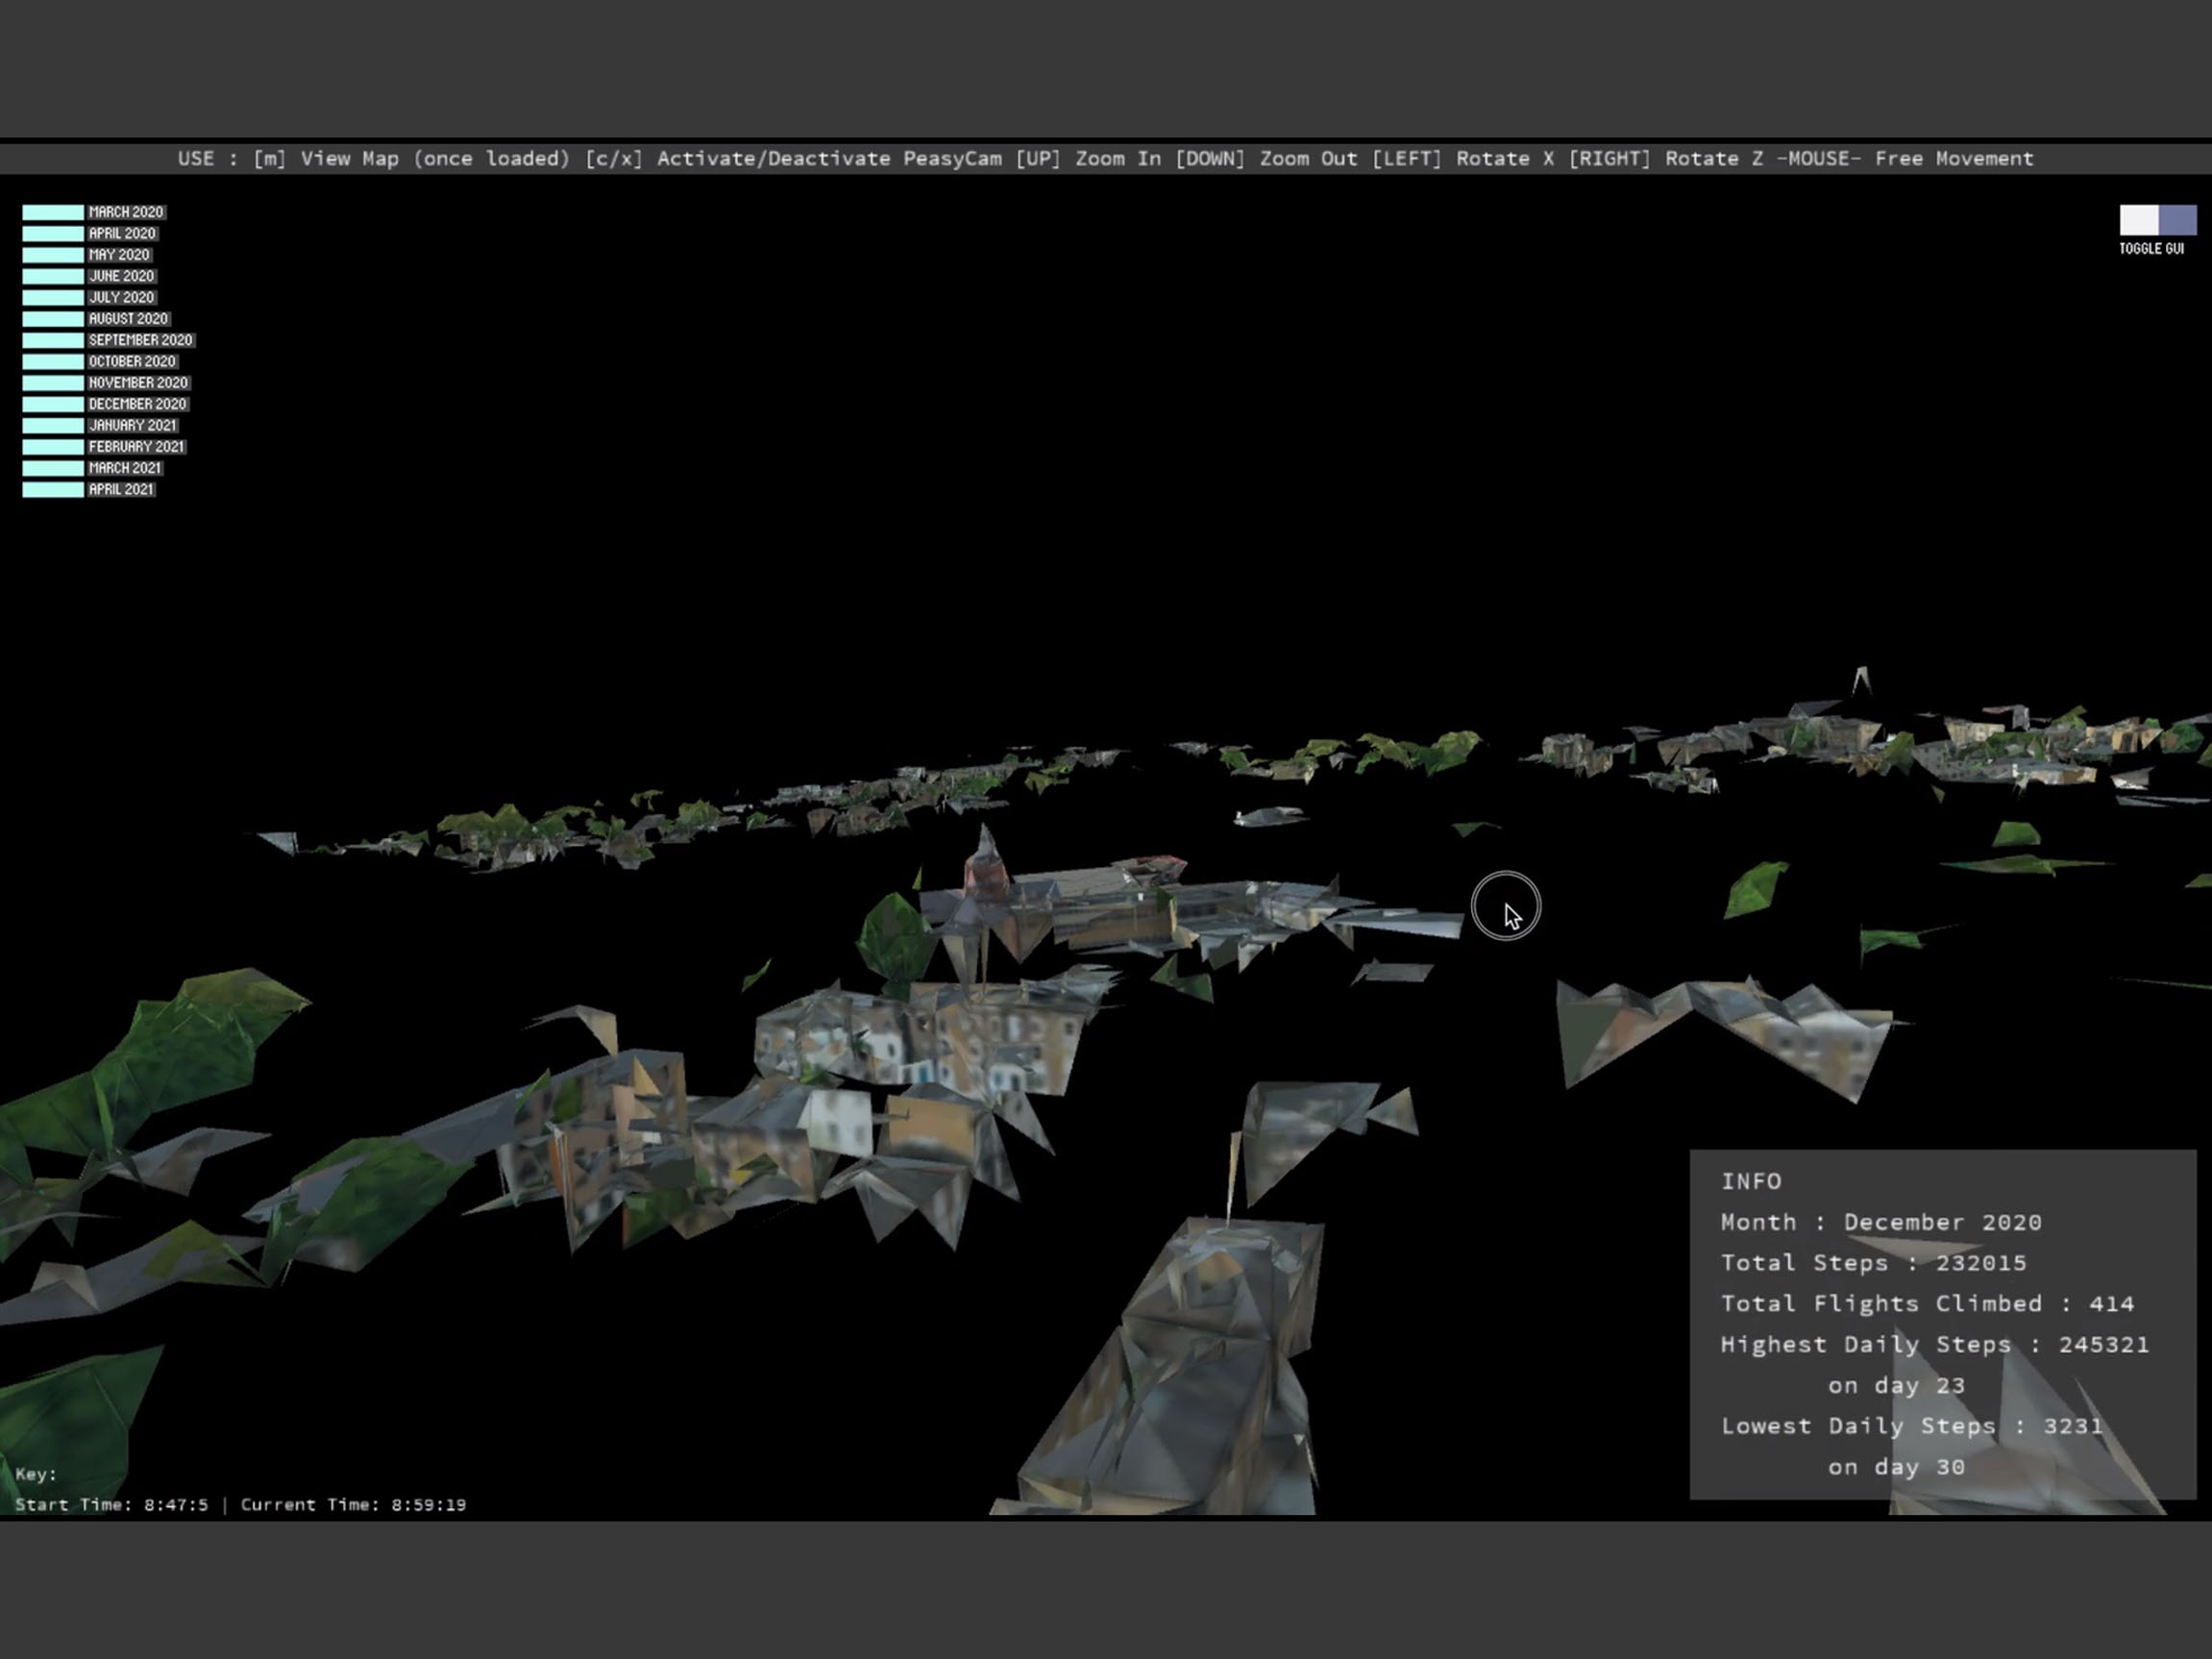 USE : [m] View Map (once loaded) [c/x] Activate/Deactivate PeasyCam [UP] Zoom In [DOWN] Zoom Out [LEFT] Rotate X [RIGHT] Rotate Z -MOUSE- Free Movement
MARCH 2020
APRIL 2020
MAY 2020
JUNE 2020
JULY 2020
AUGUST 2020
SEPTEMBER 2020
OCTOBER 2020
NOVEMBER 2020
DECEMBER 2020
JANUARY 2021
FEBRUARY 2021
MARCH 2021
APRIL 2021
TOGGLE GUI
INFO
Month : December 2020
Total Steps : 232015
Total Flights Climbed : 414
Highest Daily Steps : 245321
on day 23
Lowest Daily Steps : 3231
on day 30
Key:
Start Time: 8:47:5 | Current Time: 8:59:19